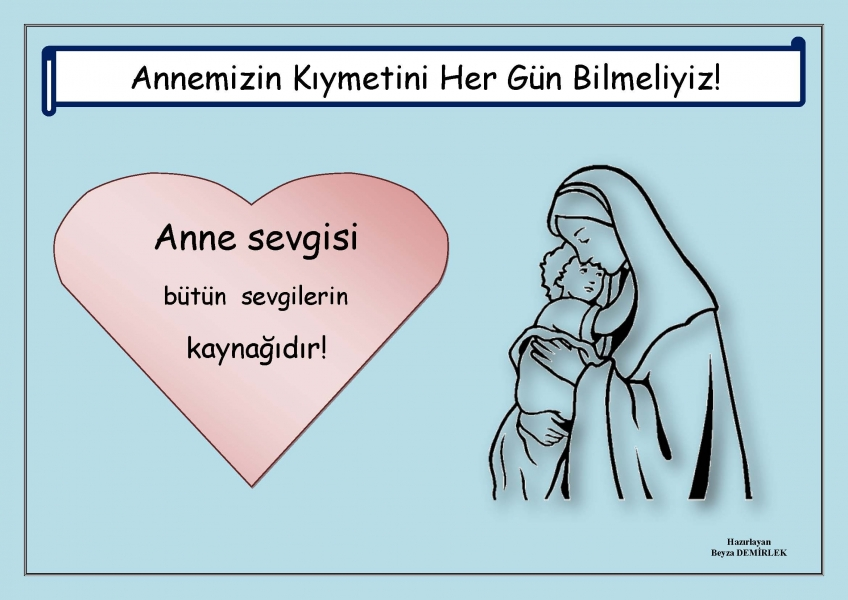 Annemizin Kıymetini Her Gün Bilmeliyiz!
Anne sevgisi
bütün sevgilerin
kaynağıdır!
Hazırlayan
Beyza DEMİRLEK